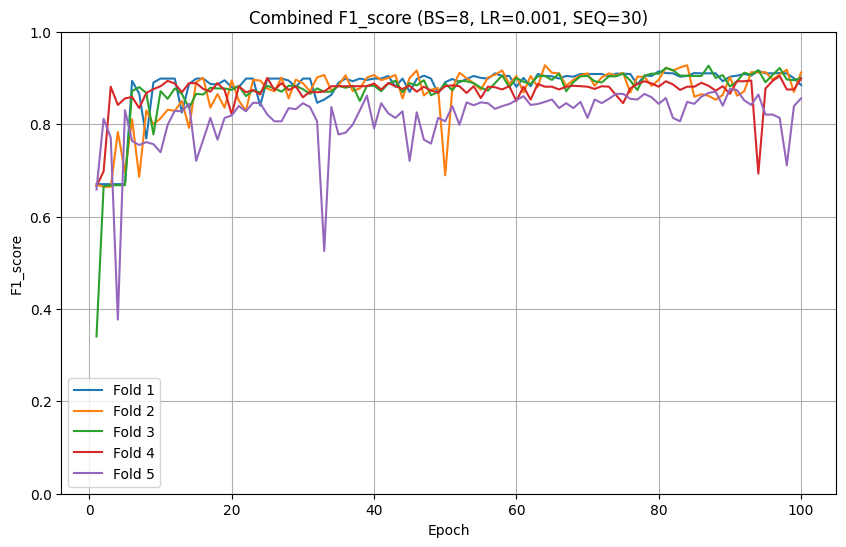 Combined F1_score (BS=8, LR=0.001, SEQ=30)
1.0
0.8
0.6
0.4
0.2
0.0
F1_score
Fold 1
Fold 2
Fold 3
Fold 4
Fold 5
0 20 40 60 80 100
Epoch